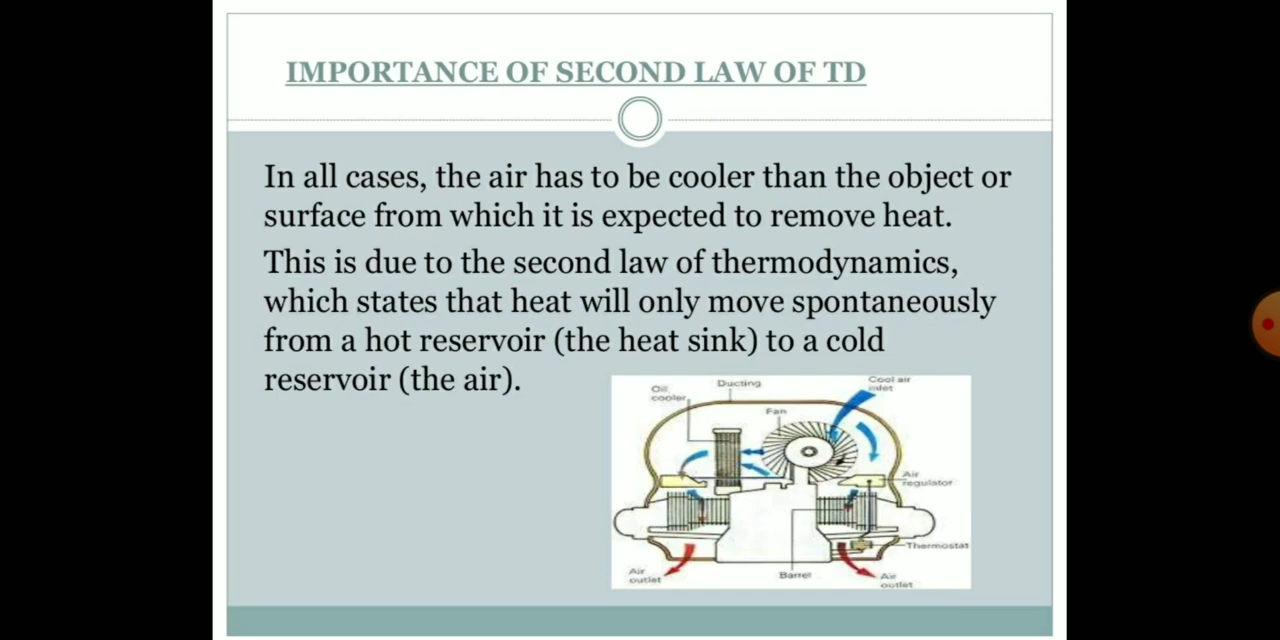 IMPORTANCE OF SECOND LAW OF TD
In all cases, the air has to be cooler than the object or
surface from which it is expected to remove heat.
This is due to the second law of thermodynamics,
which states that heat will only move spontaneously
from a hot reservoir (the heat sink) to a cold
reservoir (the air).
Oil
cooler
Ducting
Cool air
inlet
Fan
Air
regulator
Thermostat
Air
outlet
Barrel
Air
outlet